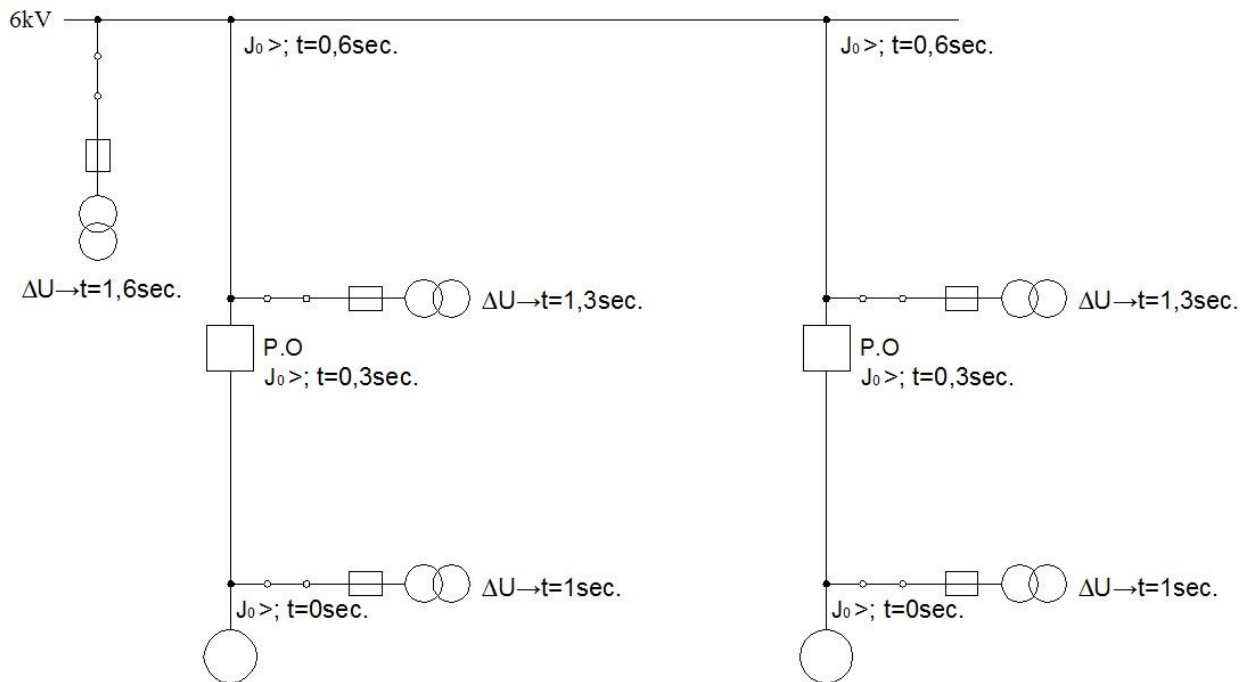 6kV
J₀ >; t=0,6sec.
J₀ >; t=0,6sec.
ΔU→t=1,6sec.
ΔU→t=1,3sec.
ΔU→t=1,3sec.
P.O
J₀ >; t=0,3sec.
P.O
J₀ >; t=0,3sec.
ΔU→t=1sec.
ΔU→t=1sec.
J₀ >; t=0sec.
J₀ >; t=0sec.